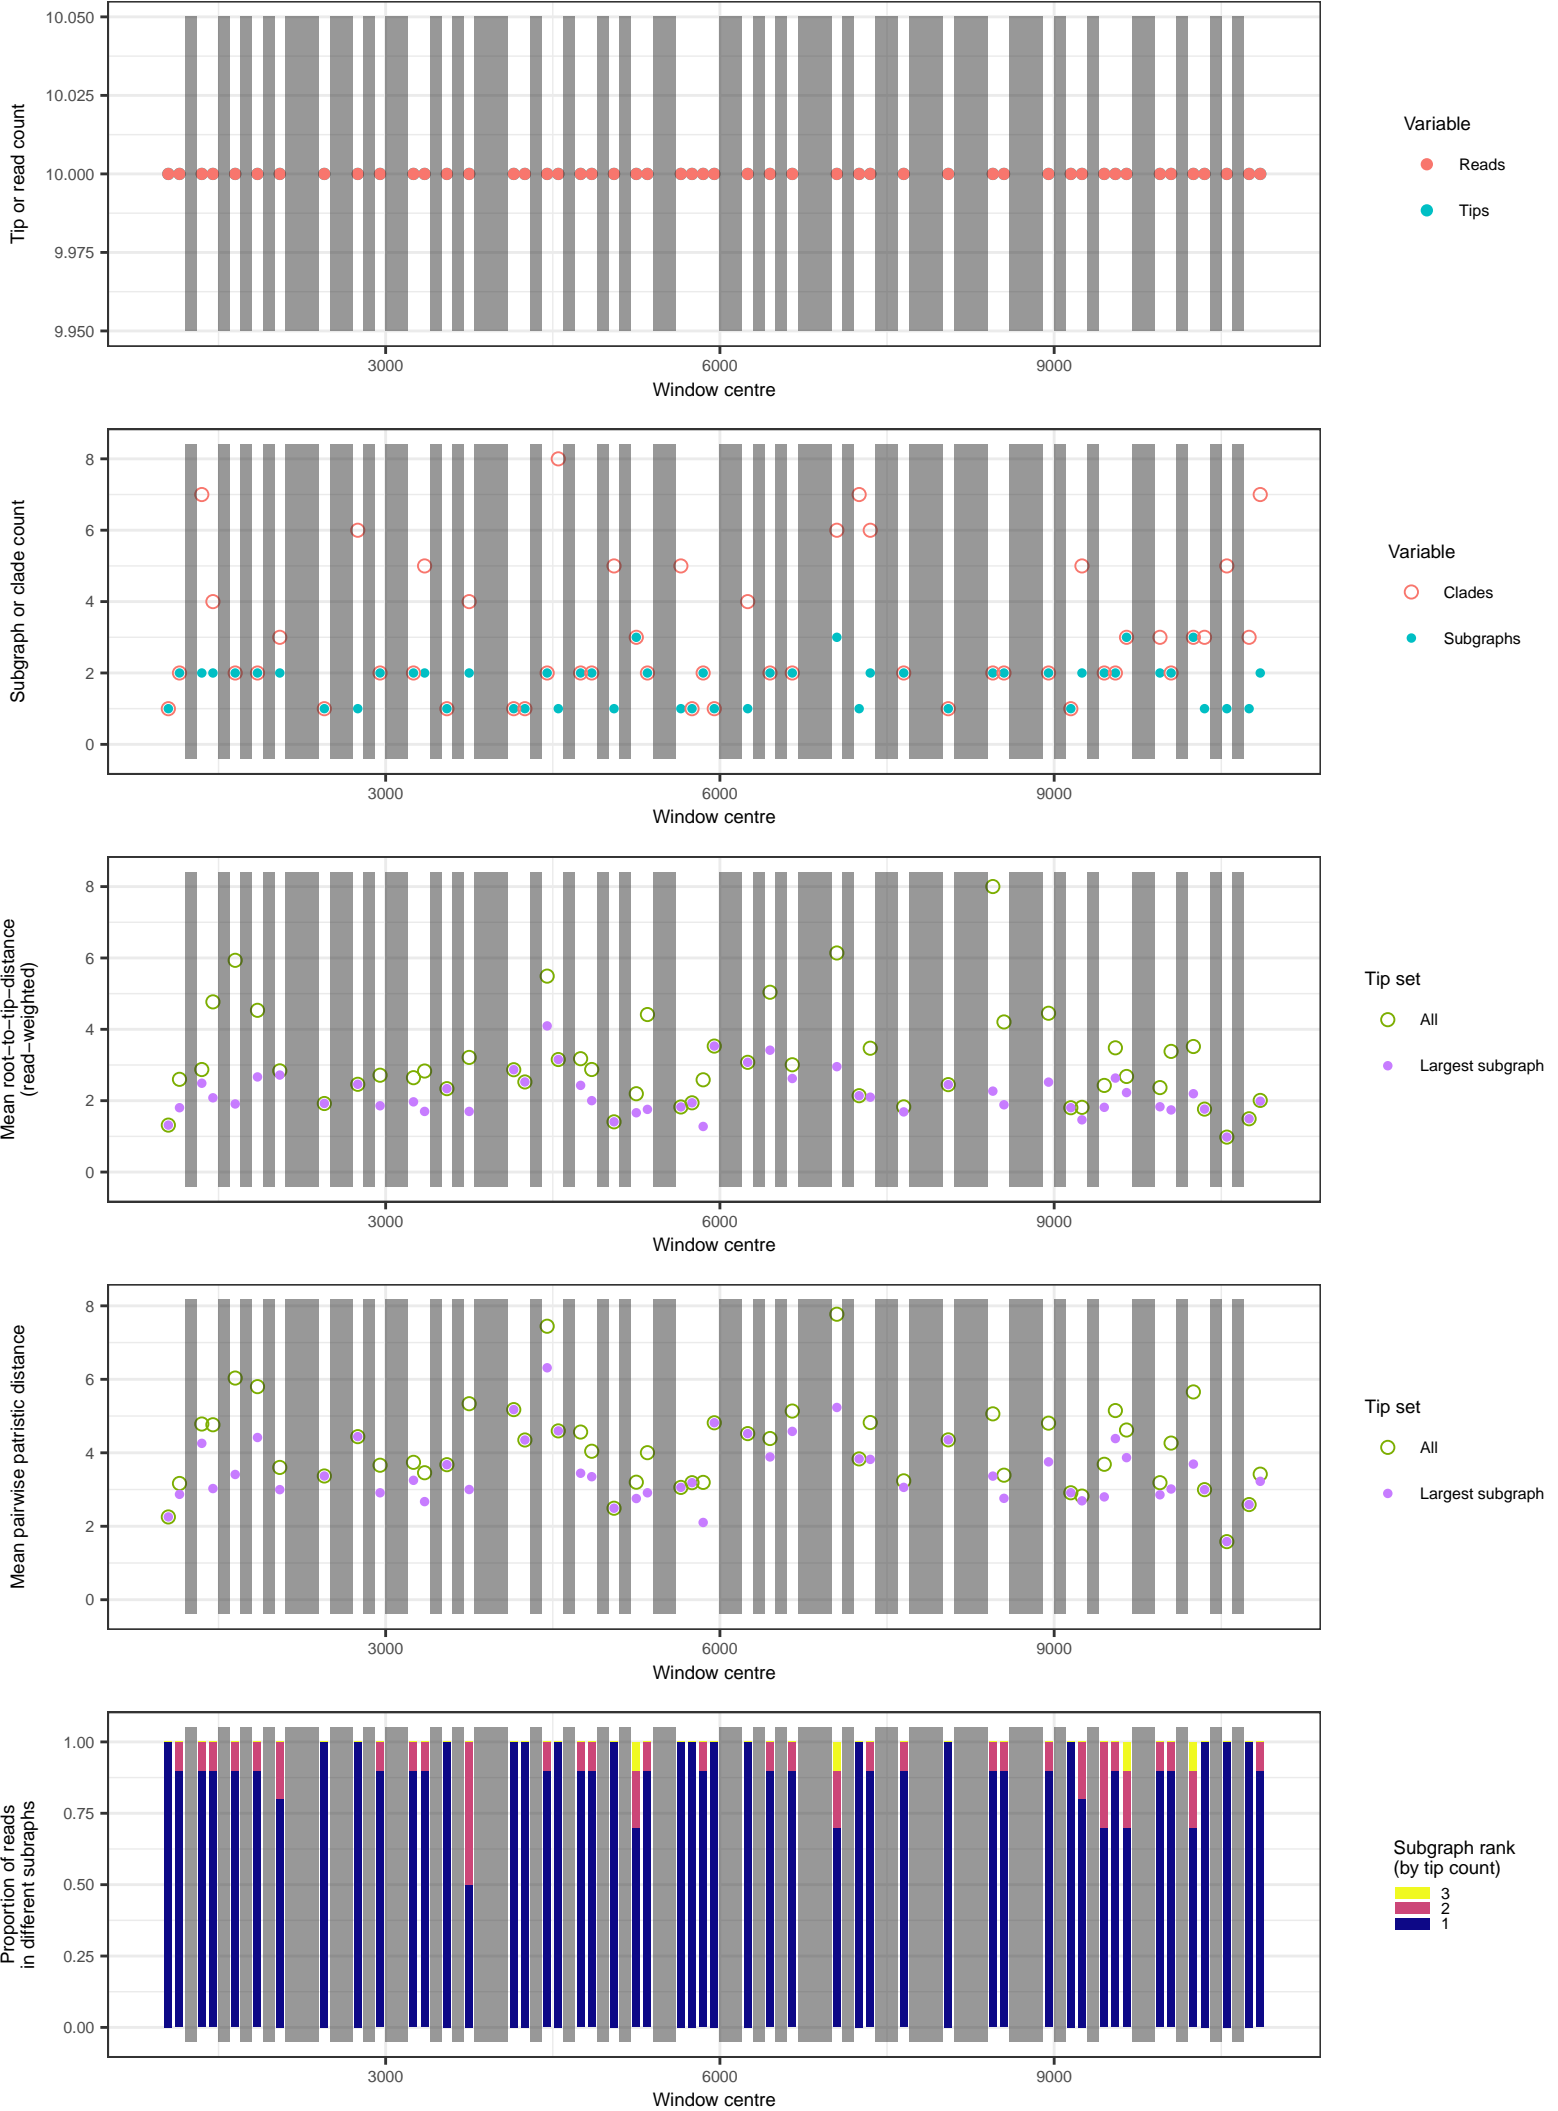 10.050
10.025
10.000
9.975
9.950
Tip or read count
3000
6000
9000
Window centre
Variable
Reads
Tips
8
6
4
2
0
Subgraph or clade count
3000
6000
9000
Window centre
Variable
Clades
Subgraphs
8
6
4
2
0
Mean root−to−tip−distance
(read−weighted)
3000
6000
9000
Window centre
Tip set
All
Largest subgraph
8
6
4
2
0
Mean pairwise patristic distance
3000
6000
9000
Window centre
Tip set
All
Largest subgraph
1.00
0.75
0.50
0.25
0.00
Proportion of reads
in different subraphs
3000
6000
9000
Window centre
Subgraph rank
(by tip count)
3
2
1